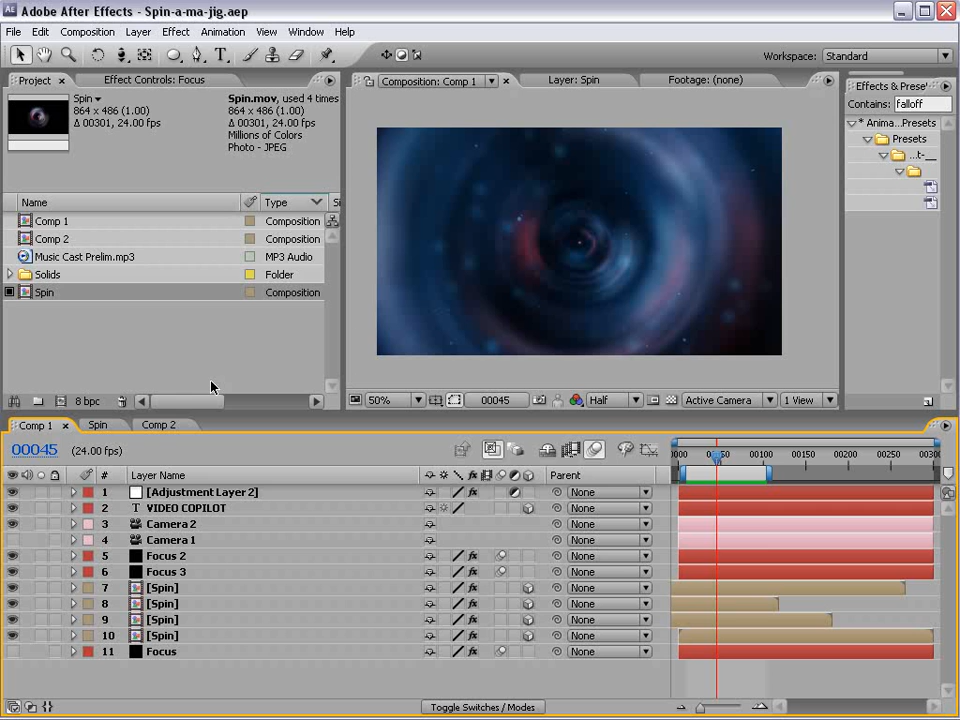 Adobe After Effects - Spin-a-ma-jig.aep
File Edit Composition Layer Effect Animation View Window Help
Workspace: Standard
Project × Effect Controls: Focus
Composition: Comp 1 × Layer: Spin Footage: (none)
Effects & Prese
Contains: falloff
Spin
864 x 486 (1.00)
Δ 00301, 24.00 fps
Spin.mov, used 4 times
864 x 486 (1.00)
Δ 00301, 24.00 fps
Millions of Colors
Photo - JPEG
* Anima...Presets
Presets
...t-__
Name Type Si
Comp 1 Composition
Comp 2 Composition
Music Cast Prelim.mp3 MP3 Audio
Solids Folder
Spin Composition
8 bpc
50% 00045 Half Active Camera 1 View
Comp 1 × Spin Comp 2
00045 (24.00 fps)
0000 00050 00100 00150 00200 00250 00300
# Layer Name Parent
1 [Adjustment Layer 2] None
2 T VIDEO COPILOT None
3 Camera 2 None
4 Camera 1 None
5 Focus 2 None
6 Focus 3 None
7 [Spin] None
8 [Spin] None
9 [Spin] None
10 [Spin] None
11 Focus None
Toggle Switches / Modes